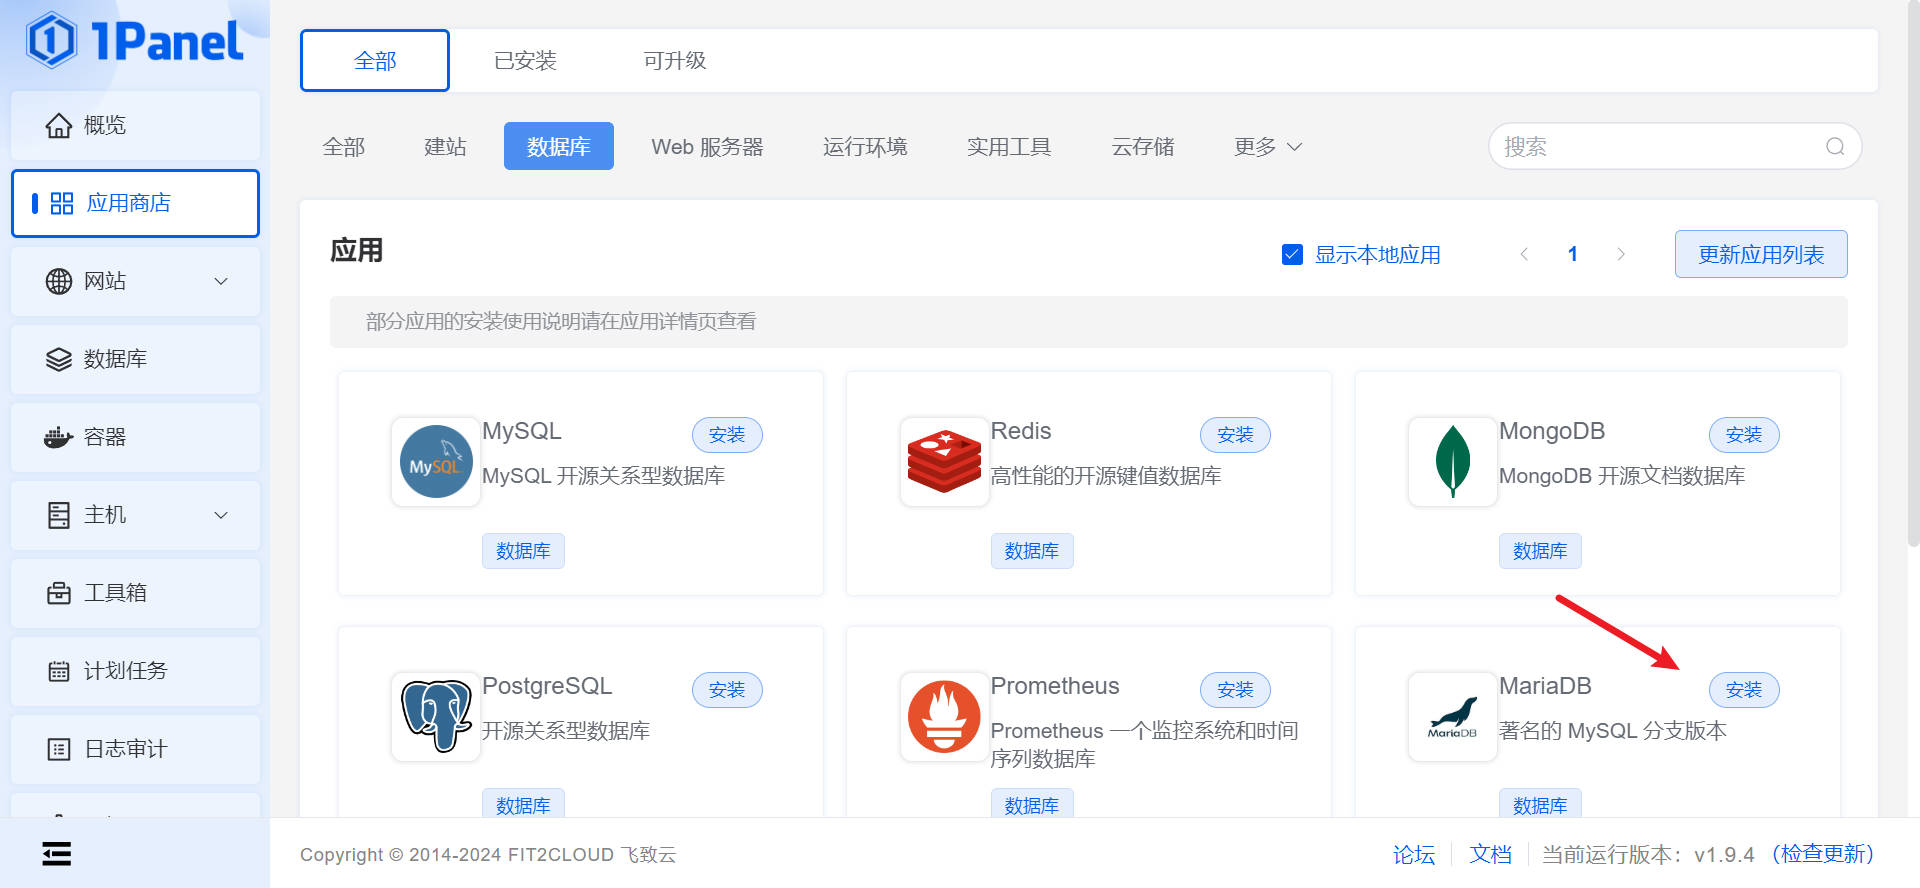 1Panel
概览
应用商店
网站
数据库
容器
主机
工具箱
计划任务
日志审计
全部
已安装
可升级
全部
建站
数据库
Web 服务器
运行环境
实用工具
云存储
更多
搜索
应用
显示本地应用
1
更新应用列表
部分应用的安装使用说明请在应用详情页查看
MySQL
MySQL
安装
MySQL 开源关系型数据库
数据库
Redis
安装
高性能的开源键值数据库
数据库
MongoDB
安装
MongoDB 开源文档数据库
数据库
PostgreSQL
安装
开源关系型数据库
数据库
Prometheus
安装
Prometheus 一个监控系统和时间
序列数据库
数据库
MariaDB
MariaDB
安装
著名的 MySQL 分支版本
数据库
Copyright © 2014-2024 FIT2CLOUD 飞致云
论坛
文档
当前运行版本：v1.9.4 （检查更新）